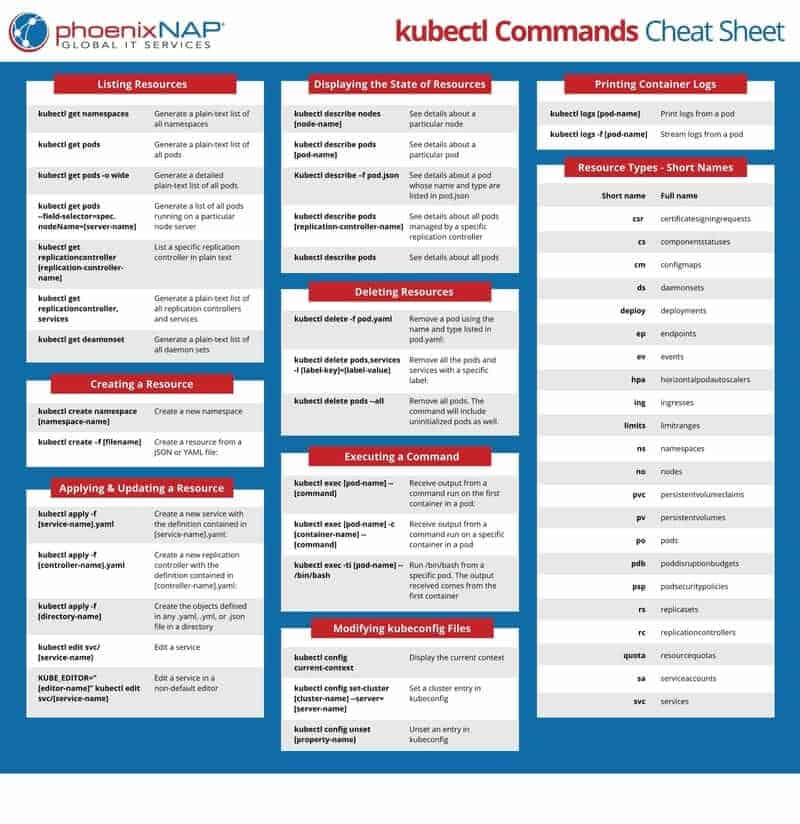 phoenixNAP®
GLOBAL IT SERVICES
kubectl Commands Cheat Sheet
Listing Resources
kubectl get namespaces
Generate a plain-text list of
all namespaces
kubectl get pods
Generate a plain-text list of
all pods
kubectl get pods -o wide
Generate a detailed
plain-text list of all pods
kubectl get pods
--field-selector=spec.
nodeName=[server-name]
Generate a list of all pods
running on a particular
node server
kubectl get
replicationcontroller
[replication-controller-
name]
List a specific replication
controller in plain text
kubectl get
replicationcontroller,
services
Generate a plain-text list of
all replication controllers
and services
kubectl get deamonset
Generate a plain-text list of
all daemon sets
Creating a Resource
kubectl create namespace
[namespace-name]
Create a new namespace
kubectl create -f [filename]
Create a resource from a
JSON or YAML file:
Applying & Updating a Resource
kubectl apply -f
[service-name].yaml
Create a new service with
the definition contained in
[service-name].yaml:
kubectl apply -f
[controller-name].yaml
Create a new replication
controller with the
definition contained in
[controller-name].yaml:
kubectl apply -f
[directory-name]
Create the objects defined
in any .yaml, .yml, or .json
file in a directory
kubectl edit svc/
[service-name]
Edit a service
KUBE_EDITOR="
[editor-name]" kubectl edit
svc/[service-name]
Edit a service in a
non-default editor
Displaying the State of Resources
kubectl describe nodes
[node-name]
See details about a
particular node
kubectl describe pods
[pod-name]
See details about a
particular pod
Kubectl describe –f pod.json
See details about a pod
whose name and type are
listed in pod.json
kubectl describe pods
[replication-controller-name]
See details about all pods
managed by a specific
replication controller
kubectl describe pods
See details about all pods
Deleting Resources
kubectl delete -f pod.yaml
Remove a pod using the
name and type listed in
pod.yaml:
kubectl delete pods,services
-l [label-key]=[label-value]
Remove all the pods and
services with a specific
label:
kubectl delete pods --all
Remove all pods. The
command will include
uninitialized pods as well.
Executing a Command
kubectl exec [pod-name] --
[command]
Receive output from a
command run on the first
container in a pod:
kubectl exec [pod-name] -c
[container-name] --
[command]
Receive output from a
command run on a specific
container in a pod
kubectl exec -ti [pod-name] --
/bin/bash
Run /bin/bash from a
specific pod. The output
received comes from the
first container
Modifying kubeconfig Files
kubectl config
current-context
Display the current context
kubectl config set-cluster
[cluster-name] --server=
[server-name]
Set a cluster entry in
kubeconfig
kubectl config unset
[property-name]
Unset an entry in
kubeconfig
Printing Container Logs
kubectl logs [pod-name]
Print logs from a pod
kubectl logs -f [pod-name]
Stream logs from a pod
Resource Types - Short Names
Short name Full name
csr certificatesigningrequests
cs componentstatuses
cm configmaps
ds daemonsets
deploy deployments
ep endpoints
ev events
hpa horizontalpodautoscalers
ing ingresses
limits limitranges
ns namespaces
no nodes
pvc persistentvolumeclaims
pv persistentvolumes
po pods
pdb poddisruptionbudgets
psp podsecuritypolicies
rs replicasets
rc replicationcontrollers
quota resourcequotas
sa serviceaccounts
svc services